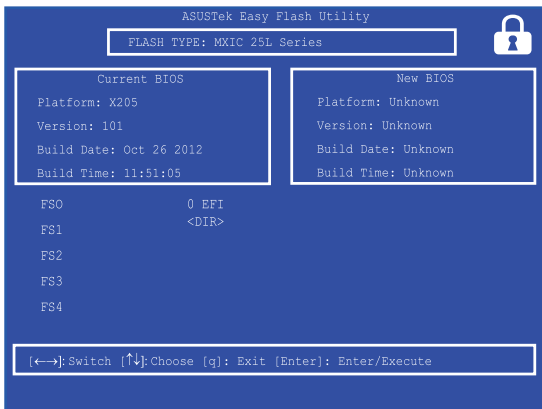 ASUSTek Easy Flash Utility
FLASH TYPE: MXIC 25L Series
Current BIOS
Platform: X205
Version: 101
Build Date: Oct 26 2012
Build Time: 11:51:05
New BIOS
Platform: Unknown
Version: Unknown
Build Date: Unknown
Build Time: Unknown
FSO 0 EFI
FS1 <DIR>
FS2
FS3
FS4
[←→]: Switch [↑↓]: Choose [q]: Exit [Enter]: Enter/Execute